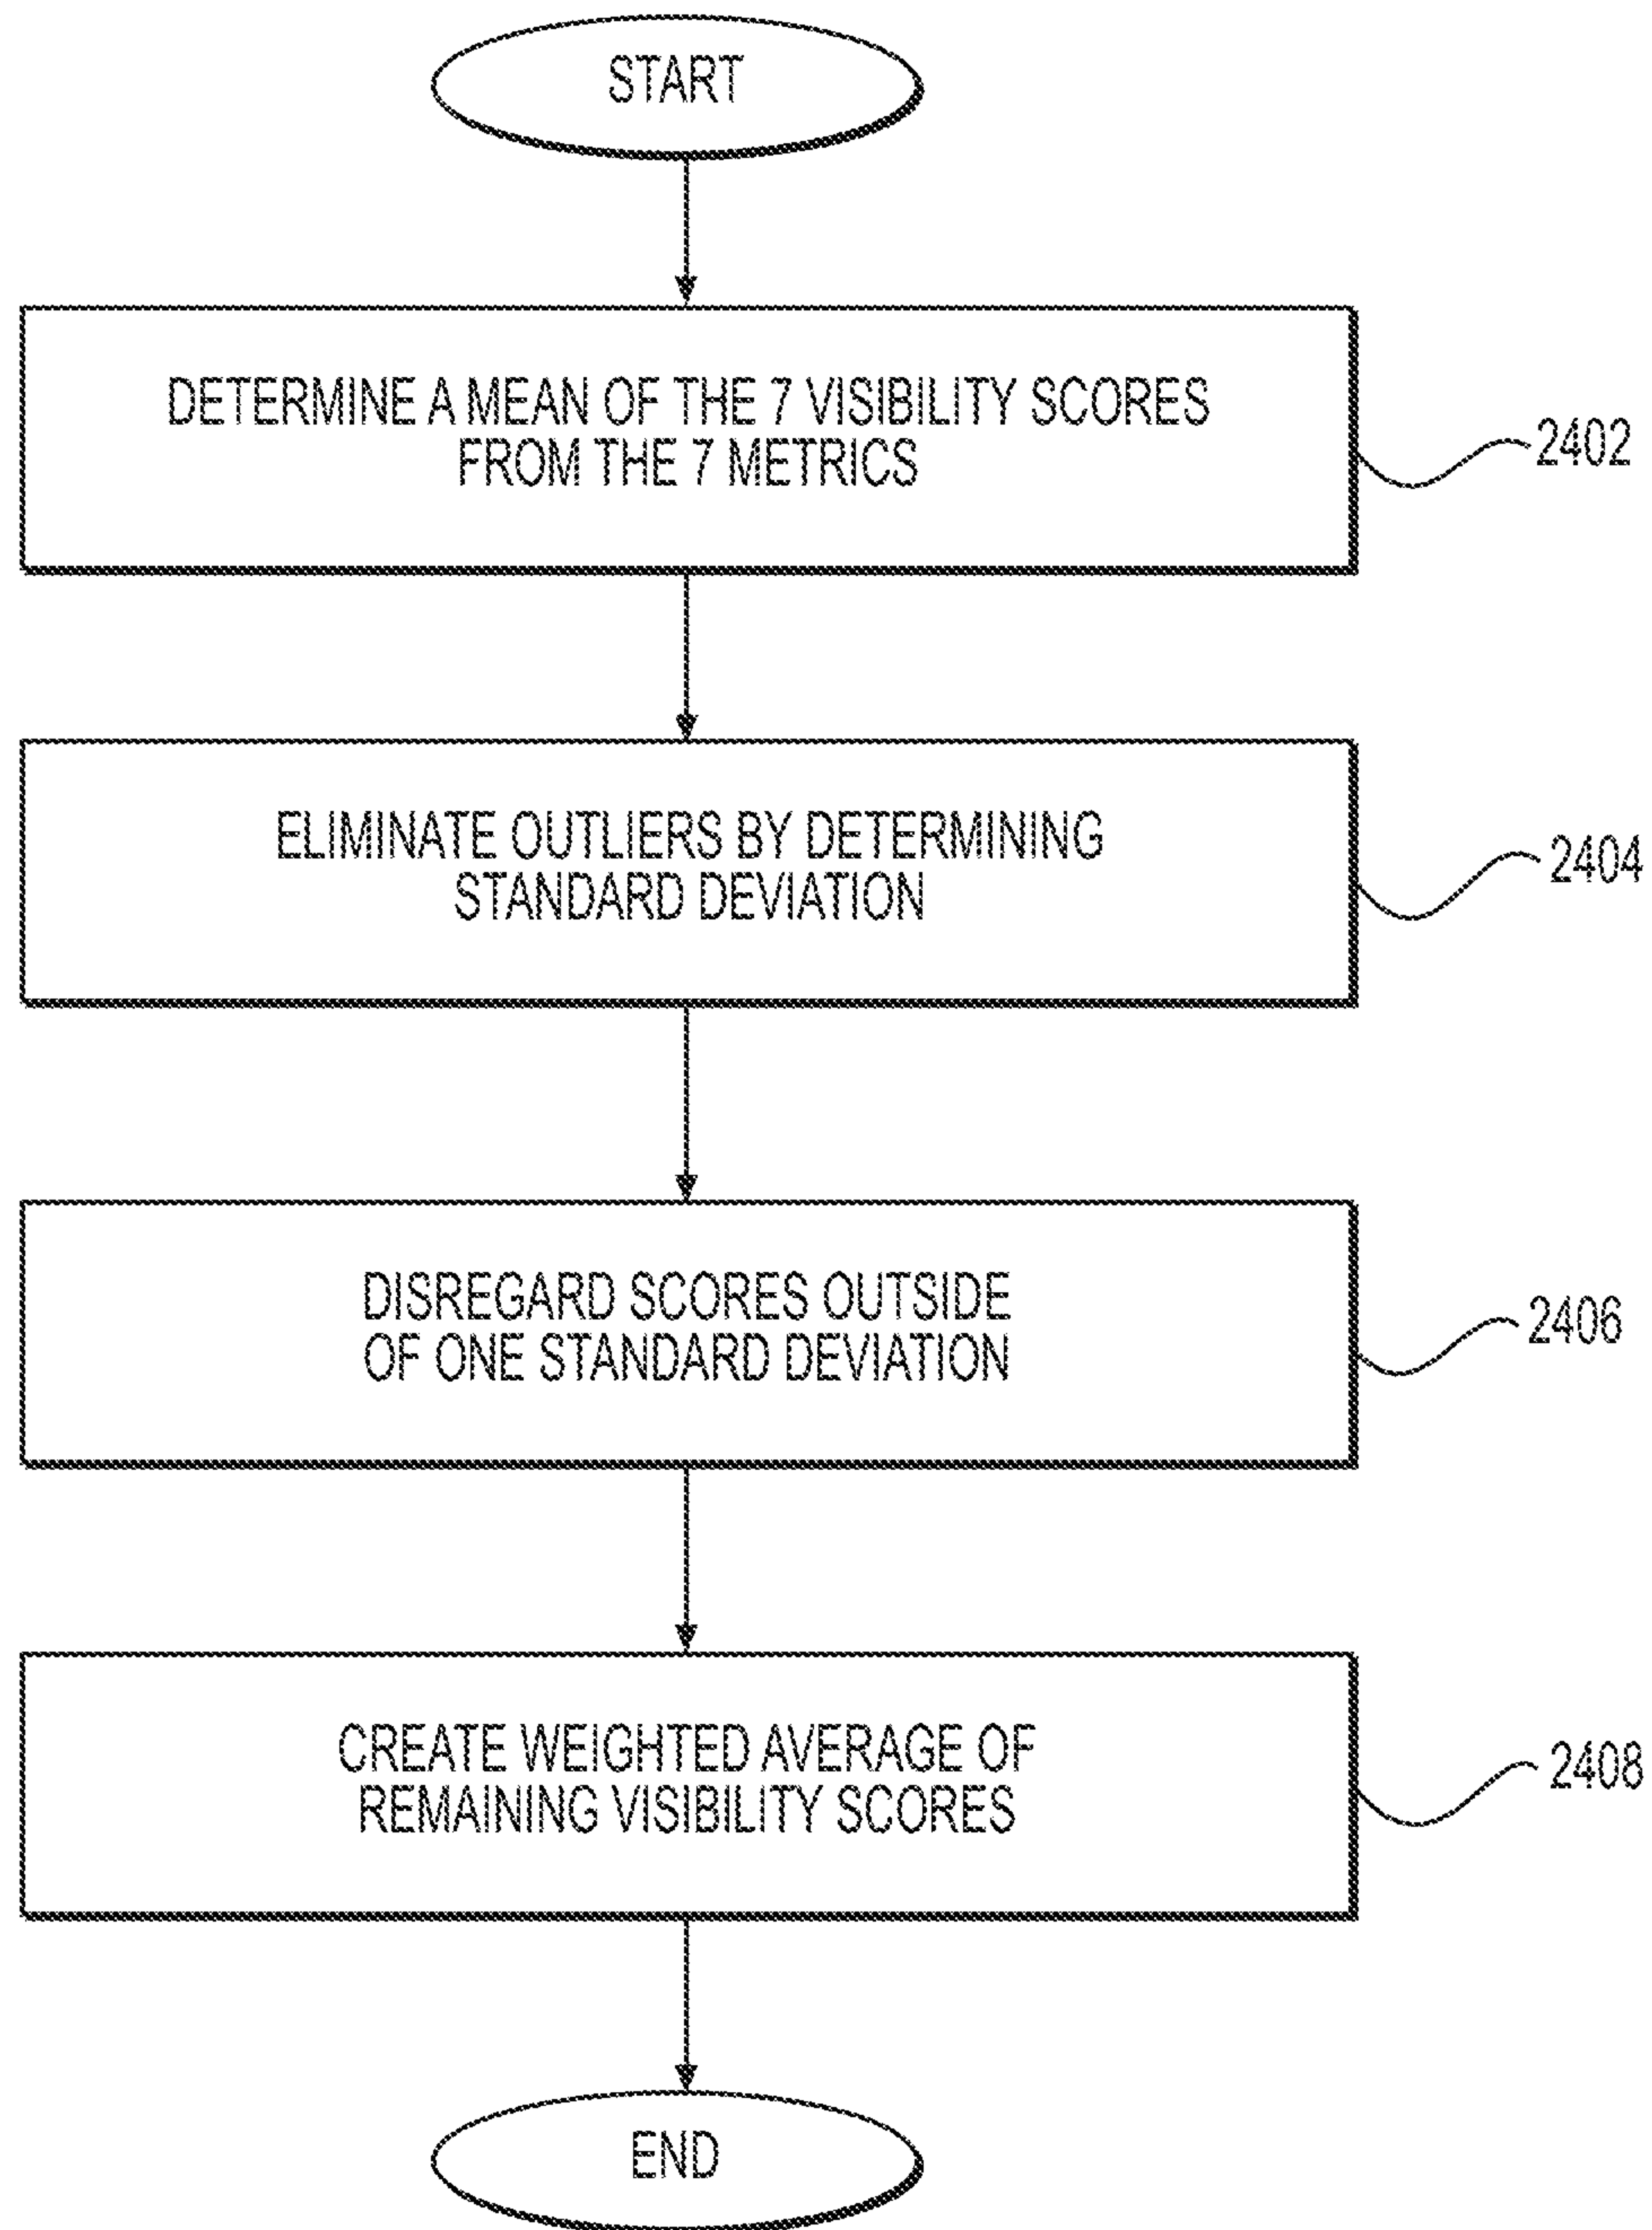 START
DETERMINE A MEAN OF THE 7 VISIBILITY SCORES
FROM THE 7 METRICS
2402
ELIMINATE OUTLIERS BY DETERMINING
STANDARD DEVIATION
2404
DISREGARD SCORES OUTSIDE
OF ONE STANDARD DEVIATION
2406
CREATE WEIGHTED AVERAGE OF
REMAINING VISIBILITY SCORES
2408
END